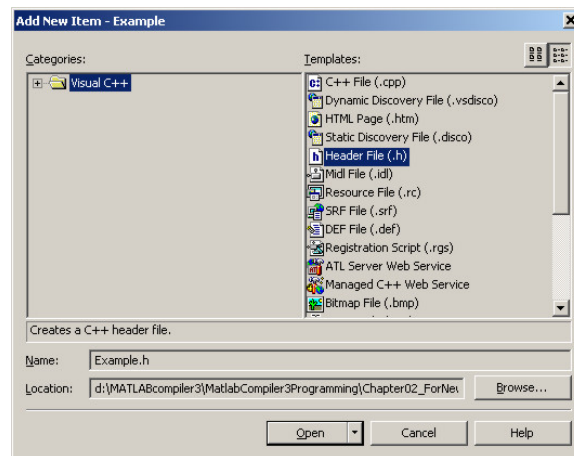 Add New Item - Example
Categories:
Templates:
Visual C++
C++ File (.cpp)
Dynamic Discovery File (.vsdisco)
HTML Page (.htm)
Static Discovery File (.disco)
Header File (.h)
Midl File (.idl)
Resource File (.rc)
SRF File (.srf)
DEF File (.def)
Registration Script (.rgs)
ATL Server Web Service
Managed C++ Web Service
Bitmap File (.bmp)
Creates a C++ header file.
Name:
Example.h
Location:
d:\MATLABcompiler3\MatlabCompiler3Programming\Chapter02_ForNew
Browse...
Open
Cancel
Help